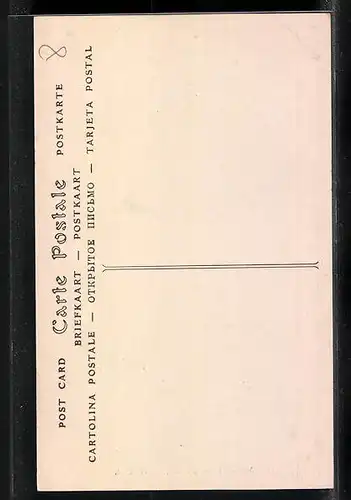 8
POST CARD Carte Postale POSTKARTE
BRIEFKAART — POSTKAART
CARTOLINA POSTALE — ОТКРЫТОЕ ПИСЬМО — TARJETA POSTAL